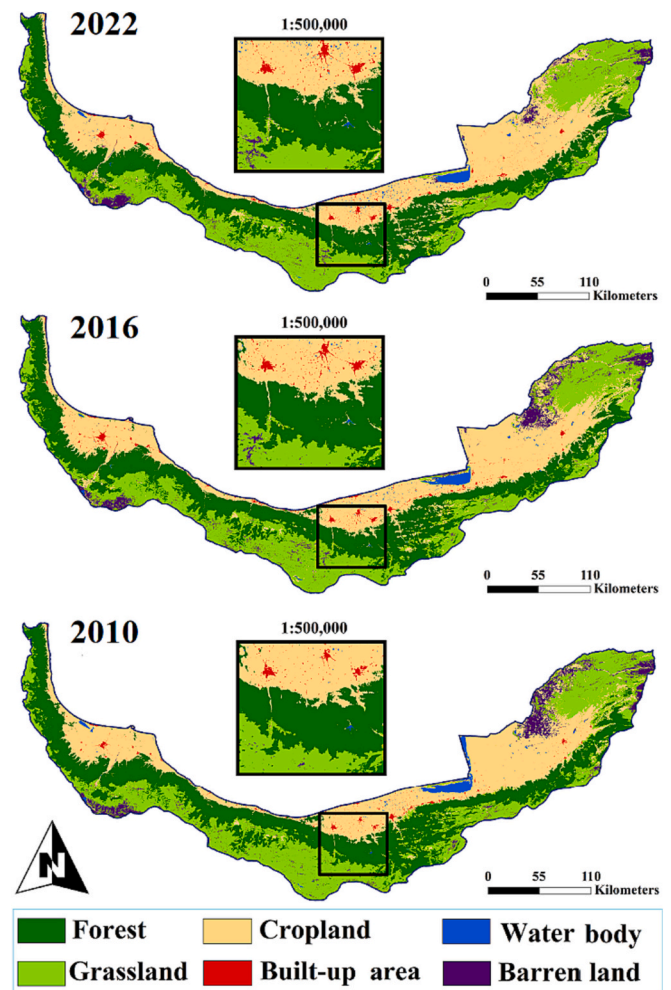 2022
1:500,000
0 55 110
Kilometers
2016
1:500,000
0 55 110
Kilometers
2010
1:500,000
0 55 110
Kilometers
N
Forest Cropland Water body
Grassland Built-up area Barren land